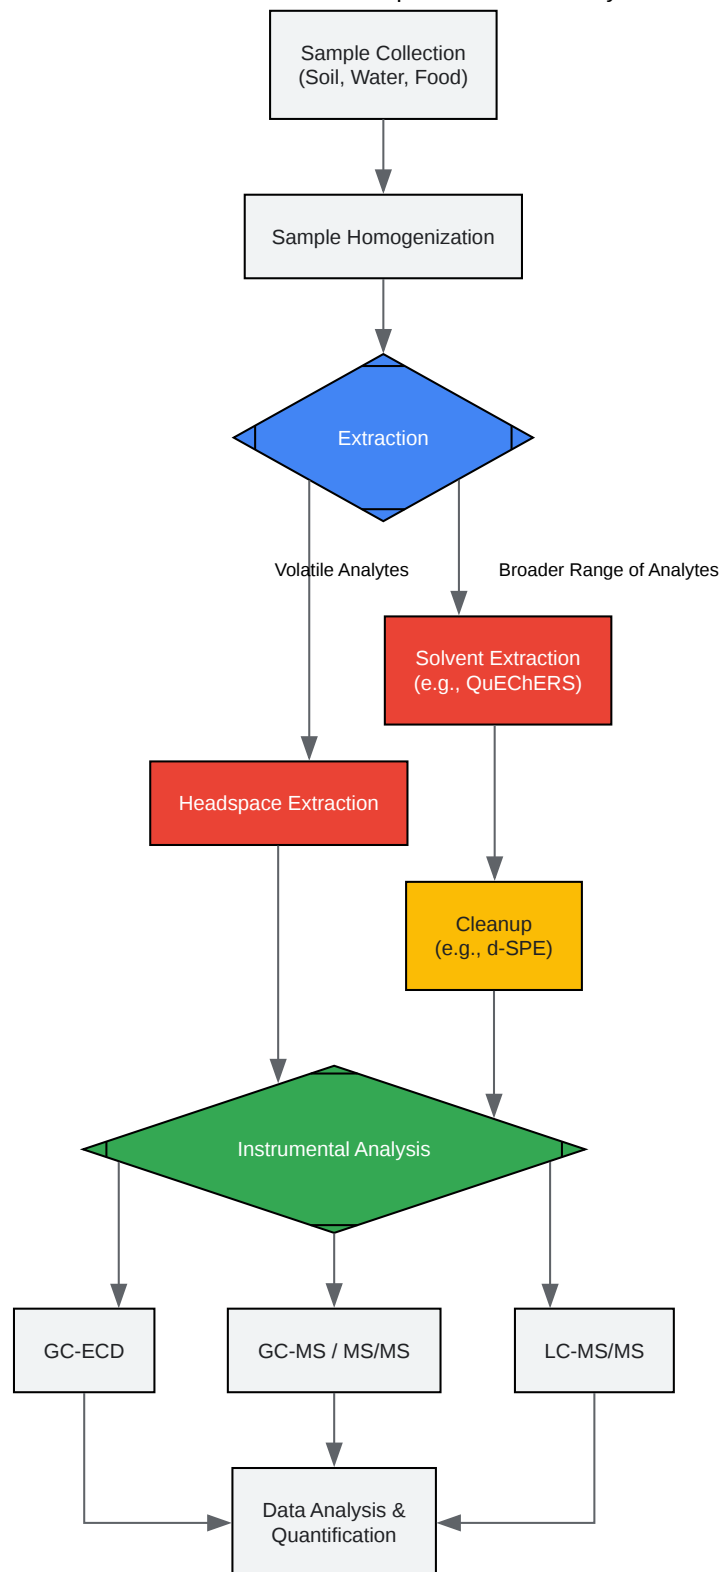 Sample Collection
(Soil, Water, Food)
Sample Homogenization
Extraction
Volatile Analytes
Broader Range of Analytes
Solvent Extraction
(e.g., QuEChERS)
Headspace Extraction
Cleanup
(e.g., d-SPE)
Instrumental Analysis
GC-ECD
GC-MS / MS/MS
LC-MS/MS
Data Analysis &
Quantification